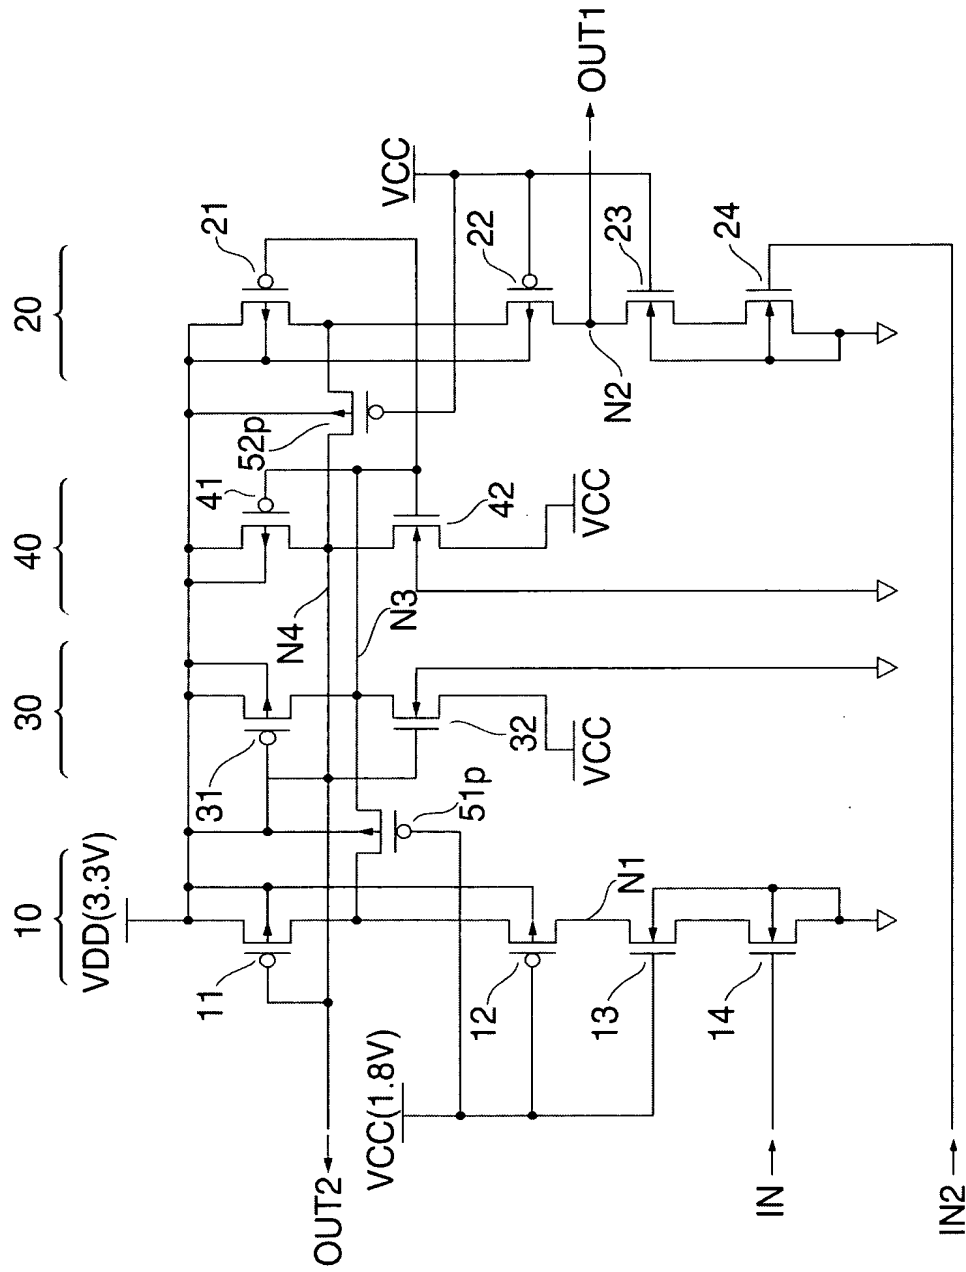 10
30
40
20
VDD(3.3V)
11
31
41
21
N4
52p
VCC
OUT2
N3
51p
42
22
OUT1
VCC(1.8V)
12
32
N2
23
N1
VCC
VCC
13
24
14
IN
IN2